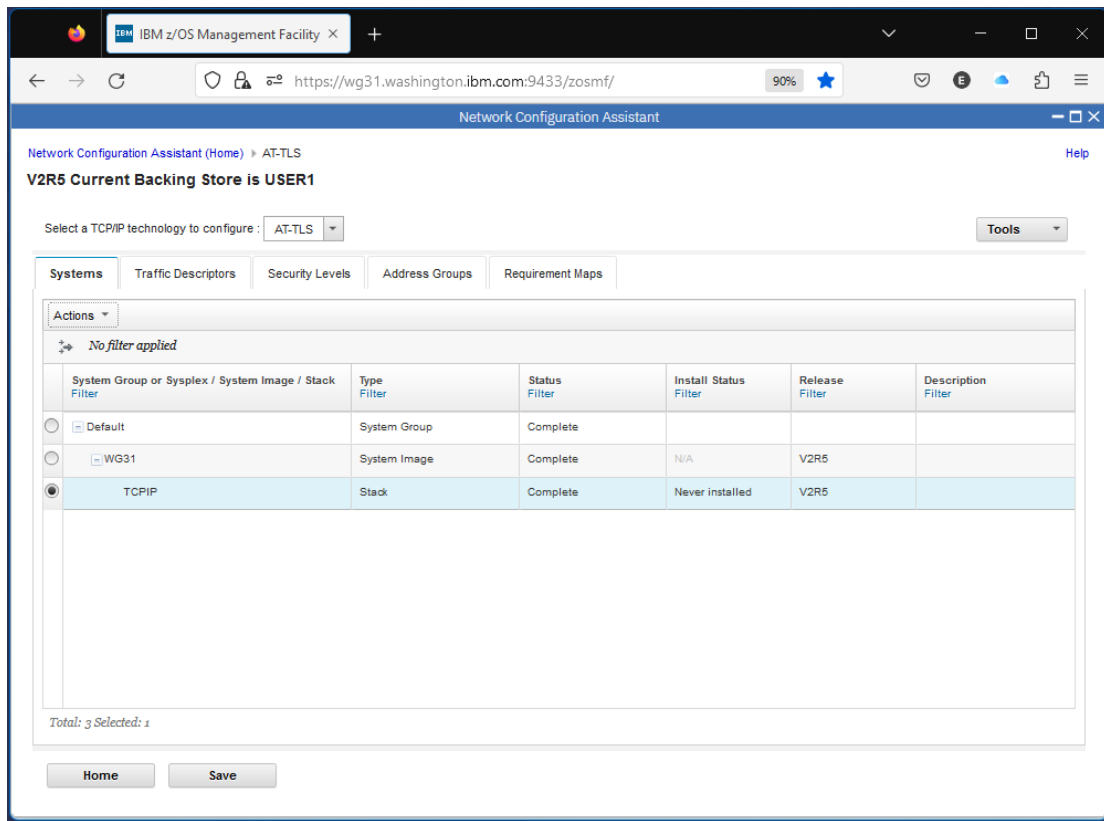 IBM IBM z/OS Management Facility
https://wg31.washington.ibm.com:9433/zosmf/ 90% E
Network Configuration Assistant
Network Configuration Assistant (Home) AT-TLS Help
V2R5 Current Backing Store is USER1
Select a TCP/IP technology to configure : AT-TLS Tools
Systems Traffic Descriptors Security Levels Address Groups Requirement Maps
Actions
No filter applied
System Group or Sysplex / System Image / Stack Type Status Install Status Release Description
Filter Filter Filter Filter Filter Filter
Default System Group Complete
WG31 System Image Complete N/A V2R5
TCPIP Stack Complete Never installed V2R5
Total: 3 Selected: 1
Home Save